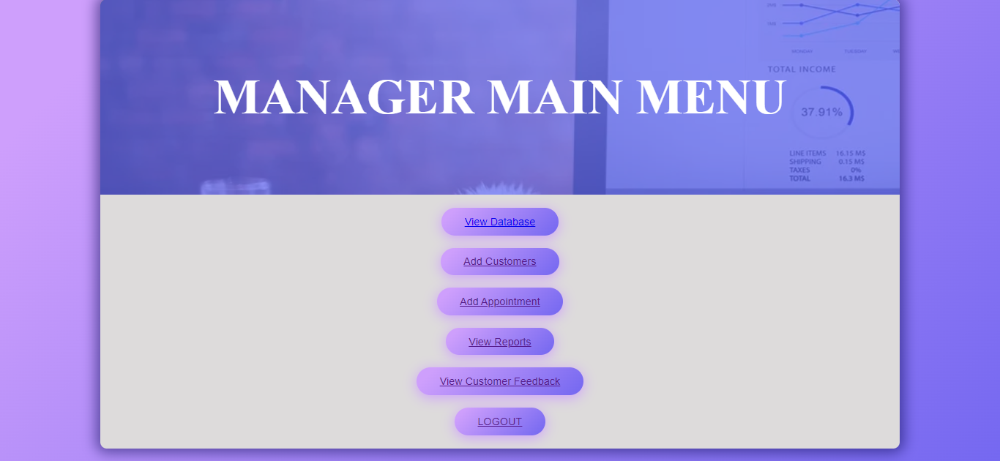 MONDAY TUESDAY WE
TOTAL INCOME
MANAGER MAIN MENU
37.91%
LINE ITEMS 16.15 M$
SHIPPING 0.15 M$
TAXES 0%
TOTAL 16.3 M$
View Database
Add Customers
Add Appointment
View Reports
View Customer Feedback
LOGOUT